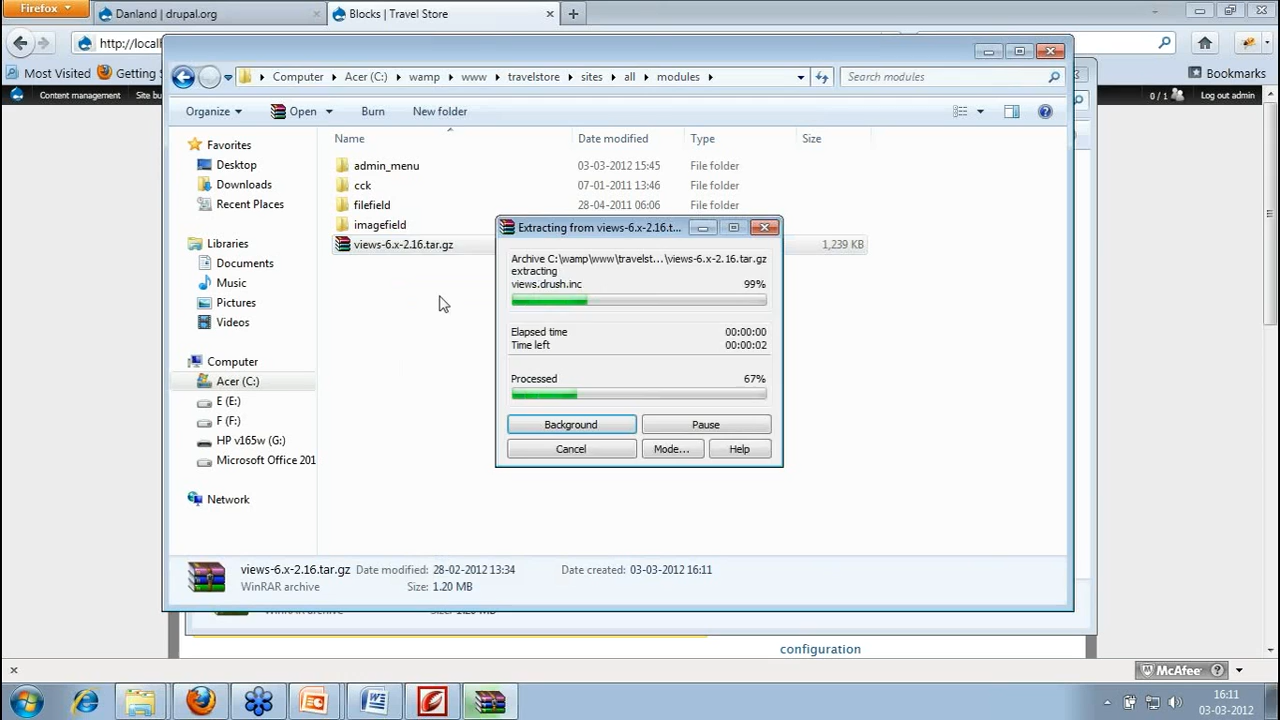 Firefox
Danland | drupal.org
Blocks | Travel Store
http://local
Most Visited
Getting S
Bookmarks
Content management
Site bu
0 / 1
Log out admin
Computer
Acer (C:)
wamp
www
travelstore
sites
all
modules
Search modules
Organize
Open
Burn
New folder
Name
Date modified
Type
Size
Favorites
Desktop
Downloads
Recent Places
Libraries
Documents
Music
Pictures
Videos
Computer
Acer (C:)
E (E:)
F (F:)
HP v165w (G:)
Microsoft Office 201
Network
admin_menu 03-03-2012 15:45 File folder
cck 07-01-2011 13:46 File folder
filefield 28-04-2011 06:06 File folder
imagefield
views-6.x-2.16.tar.gz 1,239 KB
Extracting from views-6.x-2.16.t...
Archive C:\wamp\www\travelst...\views-6.x-2.16.tar.gz
extracting
views.drush.inc 99%
Elapsed time 00:00:00
Time left 00:00:02
Processed 67%
Background
Pause
Cancel
Mode...
Help
views-6.x-2.16.tar.gz Date modified: 28-02-2012 13:34 Date created: 03-03-2012 16:11
WinRAR archive Size: 1.20 MB
configuration
McAfee
16:11
03-03-2012